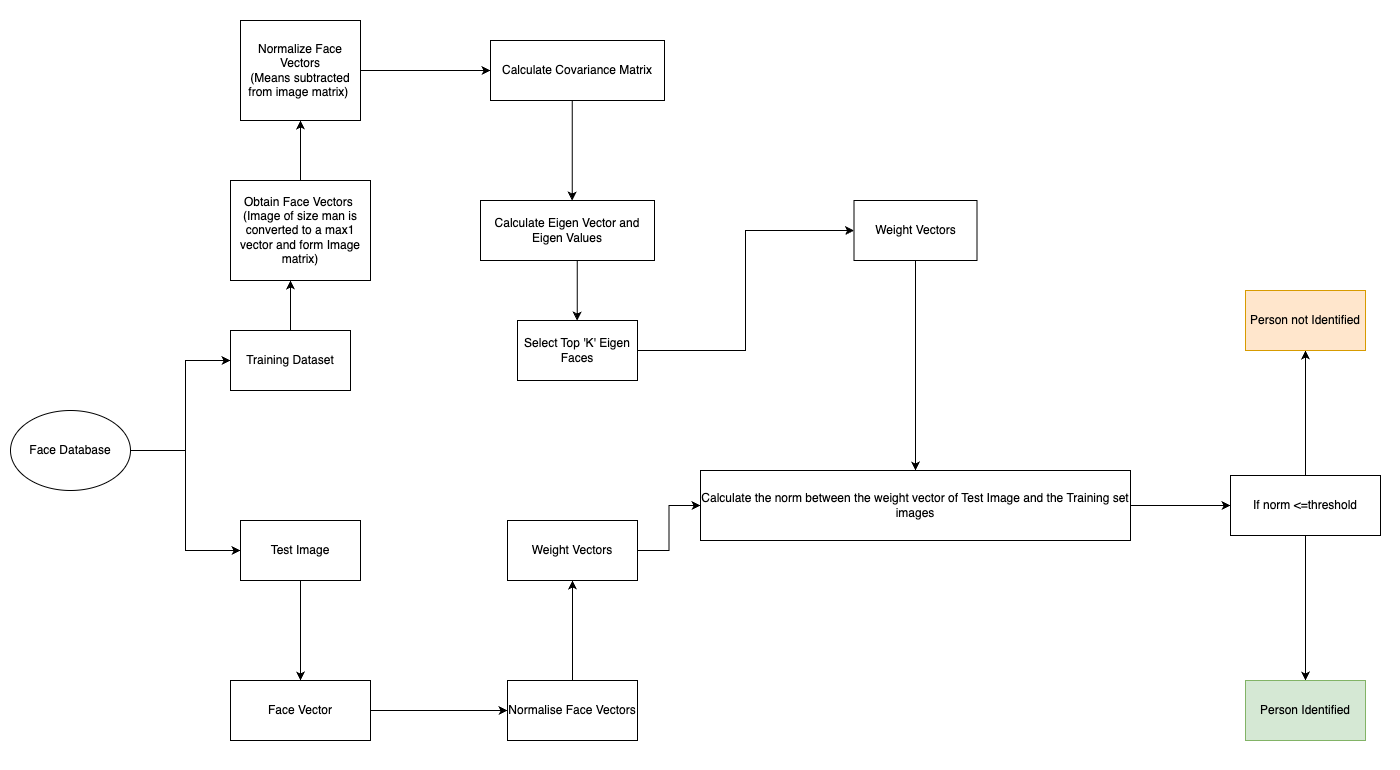 Normalize Face
Vectors
(Means subtracted
from image matrix)
Calculate Covariance Matrix
Obtain Face Vectors
(Image of size man is
converted to a max1
vector and form Image
matrix)
Calculate Eigen Vector and
Eigen Values
Weight Vectors
Select Top 'K' Eigen
Faces
Person not Identified
Training Dataset
Face Database
Calculate the norm between the weight vector of Test Image and the Training set
images
If norm <=threshold
Test Image
Weight Vectors
Face Vector
Normalise Face Vectors
Person Identified